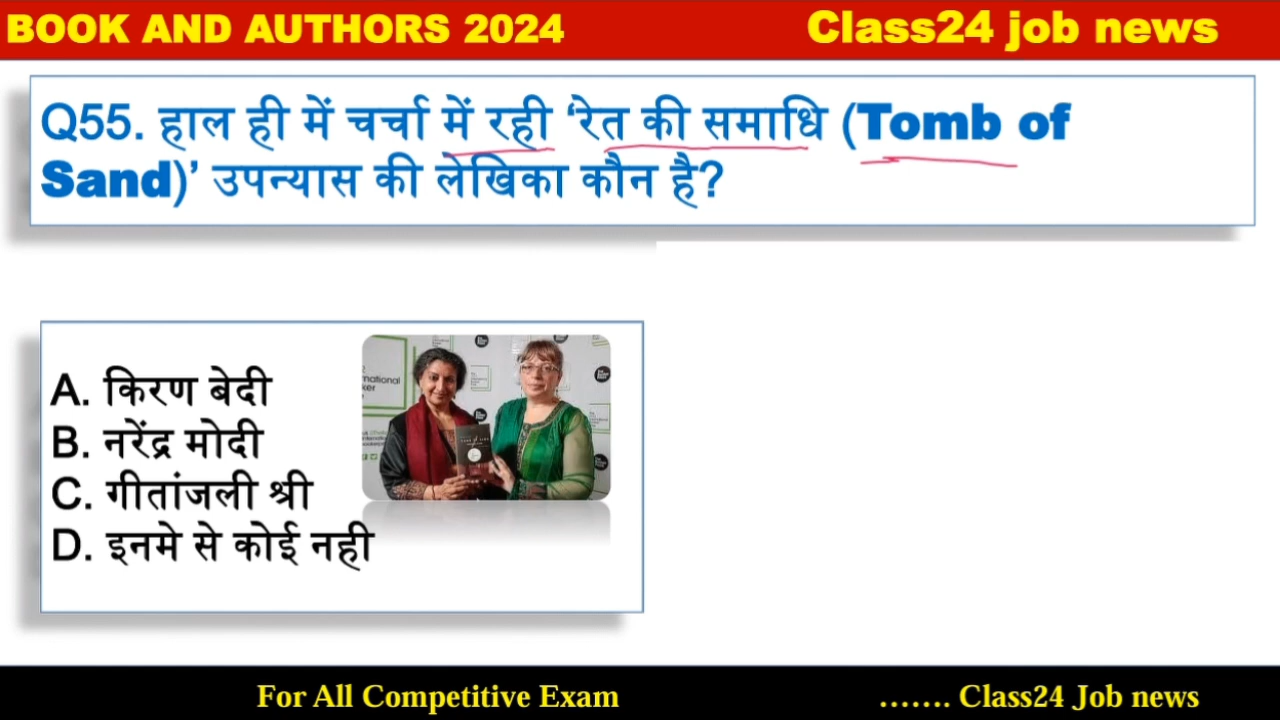 BOOK AND AUTHORS 2024
Class24 job news
Q55. हाल ही में चर्चा में रही ‘रेत की समाधि (Tomb of
Sand)’ उपन्यास की लेखिका कौन है?
A. किरण बेदी
B. नरेंद्र मोदी
C. गीतांजली श्री
D. इनमे से कोई नही
For All Competitive Exam
……. Class24 Job news